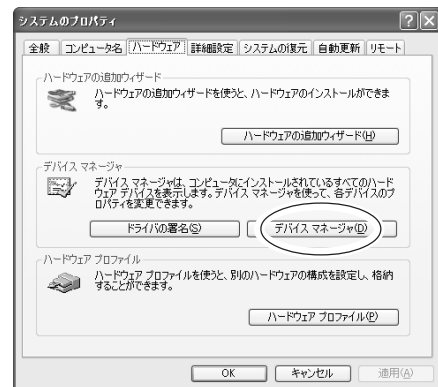 システムのプロパティ
全般 コンピュータ名 ハードウェア 詳細設定 システムの復元 自動更新 リモート
ハードウェアの追加ウィザード
ハードウェアの追加ウィザードを使うと、ハードウェアのインストールができま
す。
ハードウェアの追加ウィザード(H)
デバイス マネージャ
デバイス マネージャは、コンピュータにインストールされているすべてのハード
ウェア デバイスを表示します。デバイス マネージャを使って、各デバイスのプ
ロパティを変更できます。
ドライバの署名(S) デバイス マネージャ(D)
ハードウェア プロファイル
ハードウェア プロファイルを使うと、別のハードウェアの構成を設定し、格納
することができます。
ハードウェア プロファイル(P)
OK キャンセル 適用(A)